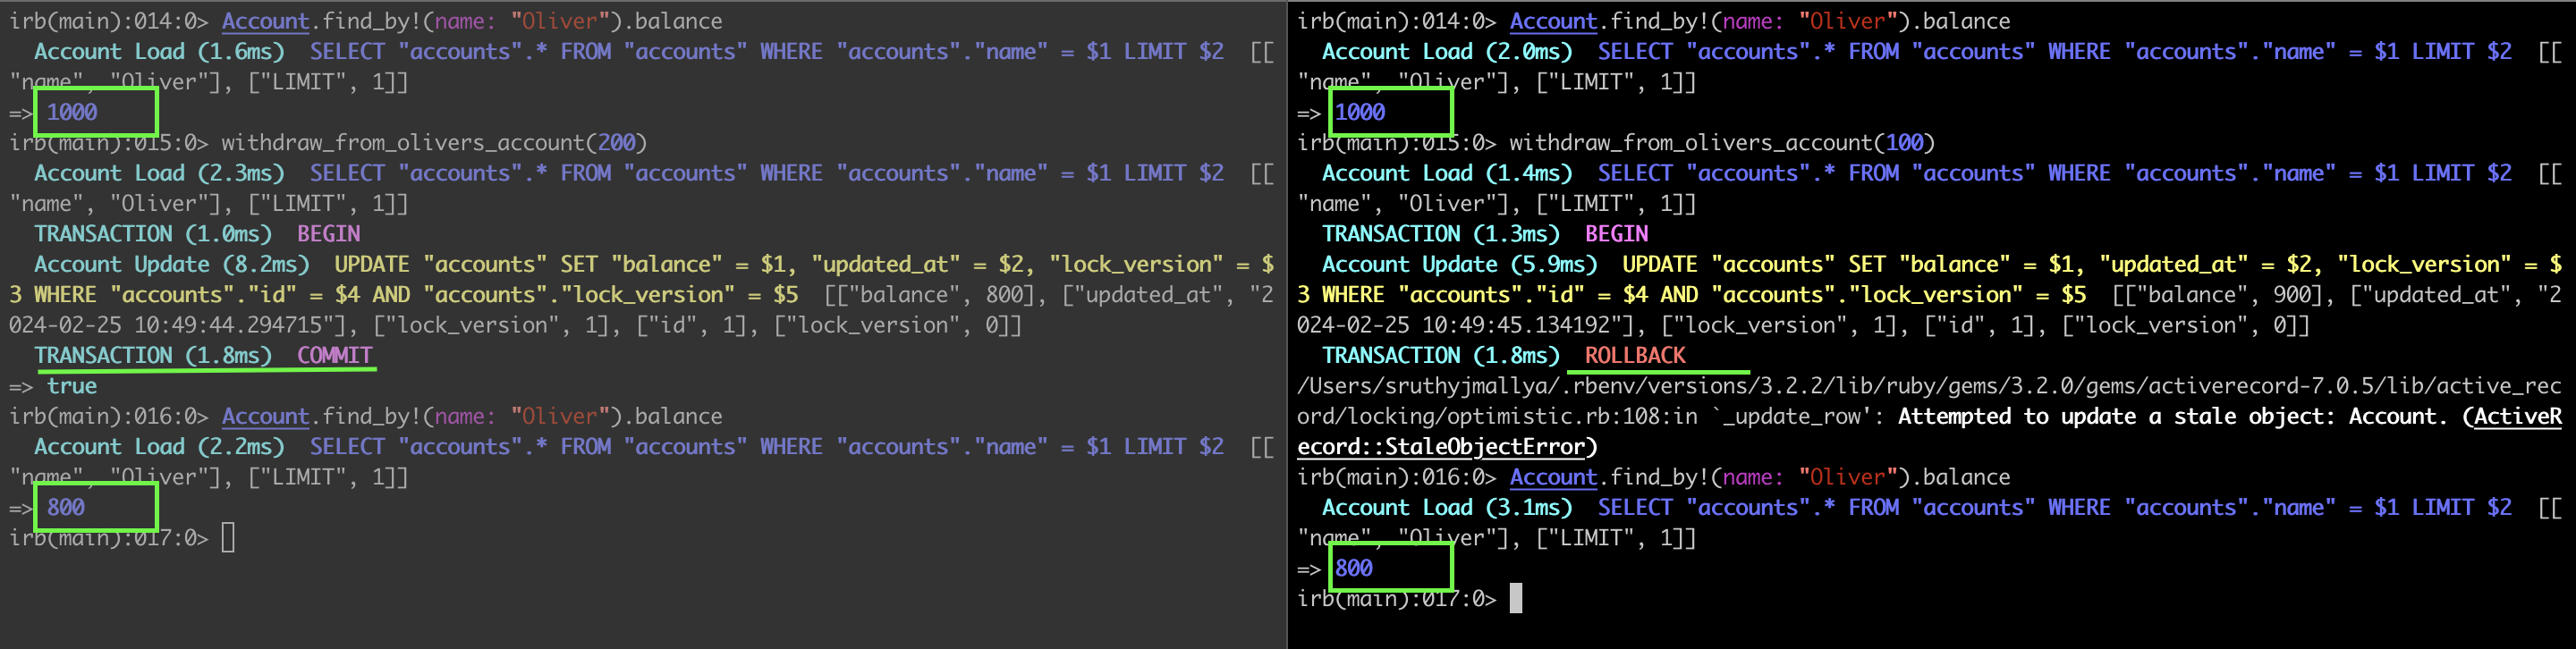 irb(main):014:0> Account.find_by!(name: "Oliver").balance
  Account Load (1.6ms)  SELECT "accounts".* FROM "accounts" WHERE "accounts"."name" = $1 LIMIT $2  [[
"name", "Oliver"], ["LIMIT", 1]]
=> 1000
irb(main):015:0> withdraw_from_olivers_account(200)
  Account Load (2.3ms)  SELECT "accounts".* FROM "accounts" WHERE "accounts"."name" = $1 LIMIT $2  [[
"name", "Oliver"], ["LIMIT", 1]]
  TRANSACTION (1.0ms)  BEGIN
  Account Update (8.2ms)  UPDATE "accounts" SET "balance" = $1, "updated_at" = $2, "lock_version" = $
3 WHERE "accounts"."id" = $4 AND "accounts"."lock_version" = $5  [["balance", 800], ["updated_at", "2
024-02-25 10:49:44.294715"], ["lock_version", 1], ["id", 1], ["lock_version", 0]]
  TRANSACTION (1.8ms)  COMMIT
=> true
irb(main):016:0> Account.find_by!(name: "Oliver").balance
  Account Load (2.2ms)  SELECT "accounts".* FROM "accounts" WHERE "accounts"."name" = $1 LIMIT $2  [[
"name", "Oliver"], ["LIMIT", 1]]
=> 800
irb(main):017:0>
irb(main):014:0> Account.find_by!(name: "Oliver").balance
  Account Load (2.0ms)  SELECT "accounts".* FROM "accounts" WHERE "accounts"."name" = $1 LIMIT $2  [[
"name", "Oliver"], ["LIMIT", 1]]
=> 1000
irb(main):015:0> withdraw_from_olivers_account(100)
  Account Load (1.4ms)  SELECT "accounts".* FROM "accounts" WHERE "accounts"."name" = $1 LIMIT $2  [[
"name", "Oliver"], ["LIMIT", 1]]
  TRANSACTION (1.3ms)  BEGIN
  Account Update (5.9ms)  UPDATE "accounts" SET "balance" = $1, "updated_at" = $2, "lock_version" = $
3 WHERE "accounts"."id" = $4 AND "accounts"."lock_version" = $5  [["balance", 900], ["updated_at", "2
024-02-25 10:49:45.134192"], ["lock_version", 1], ["id", 1], ["lock_version", 0]]
  TRANSACTION (1.8ms)  ROLLBACK
/Users/sruthyjmallya/.rbenv/versions/3.2.2/lib/ruby/gems/3.2.0/gems/activerecord-7.0.5/lib/active_rec
ord/locking/optimistic.rb:108:in `_update_row': Attempted to update a stale object: Account. (ActiveR
ecord::StaleObjectError)
irb(main):016:0> Account.find_by!(name: "Oliver").balance
  Account Load (3.1ms)  SELECT "accounts".* FROM "accounts" WHERE "accounts"."name" = $1 LIMIT $2  [[
"name", "Oliver"], ["LIMIT", 1]]
=> 800
irb(main):017:0>